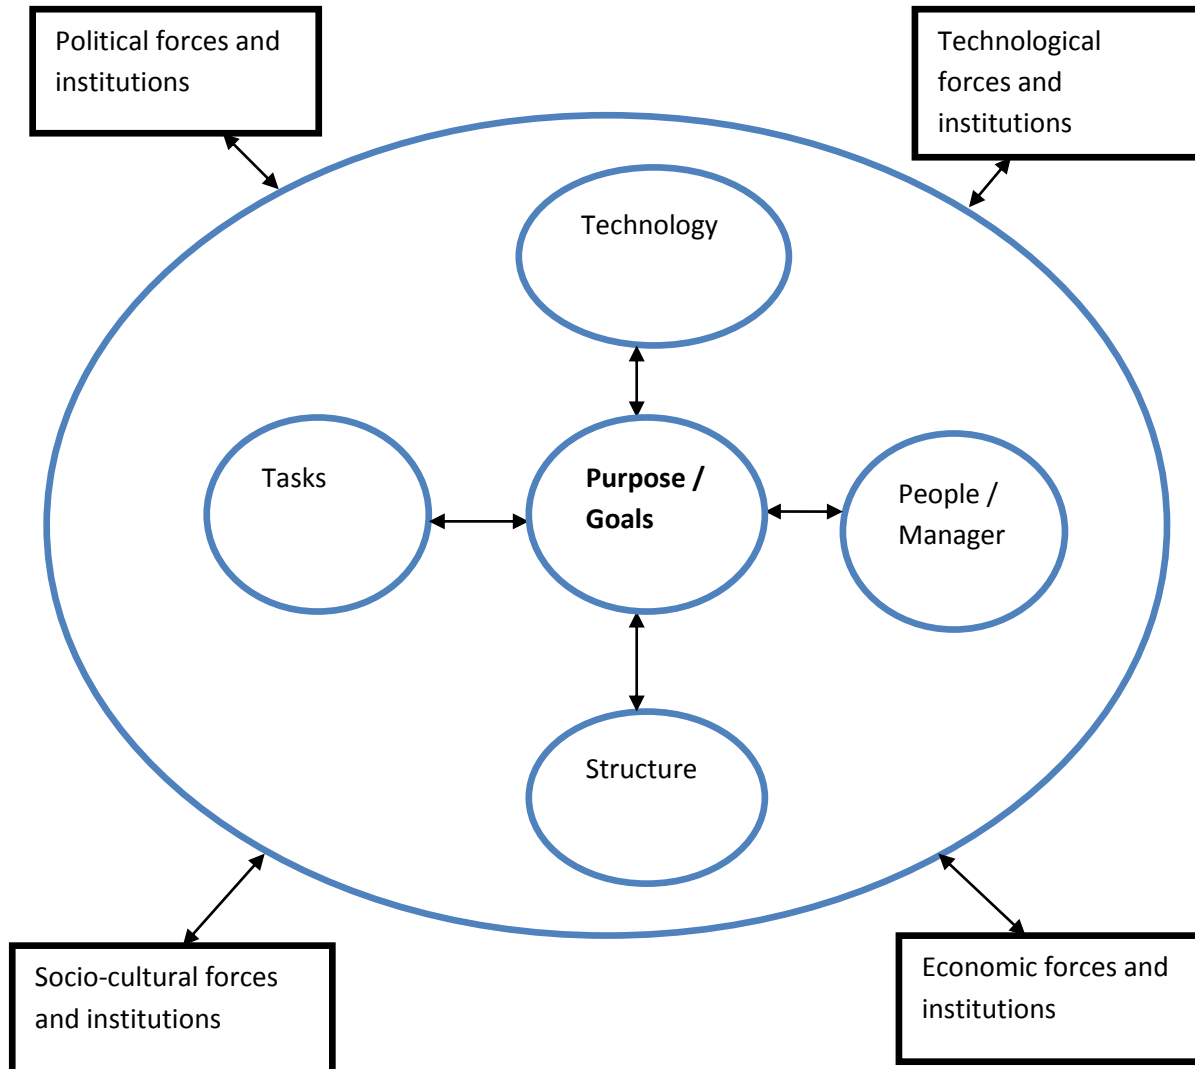 Political forces and
institutions
Technological
forces and
institutions
Technology
Tasks
Purpose /
Goals
People /
Manager
Structure
Socio-cultural forces
and institutions
Economic forces and
institutions